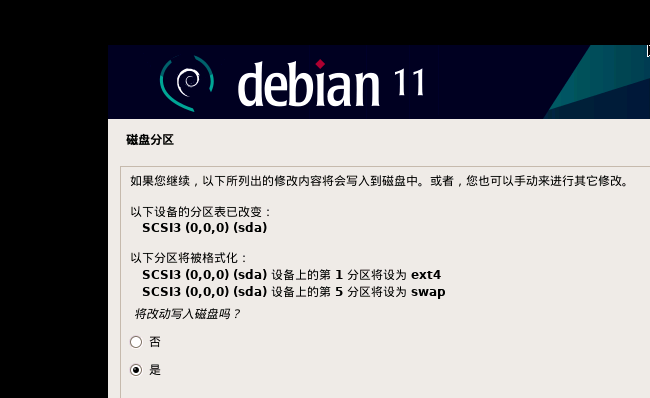 debian 11
磁盘分区
如果您继续，以下所列出的修改内容将会写入到磁盘中。或者，您也可以手动来进行其它修改。
以下设备的分区表已改变：
SCSI3 (0,0,0) (sda)
以下分区将被格式化：
SCSI3 (0,0,0) (sda) 设备上的第 1 分区将设为 ext4
SCSI3 (0,0,0) (sda) 设备上的第 5 分区将设为 swap
将改动写入磁盘吗？
否
是